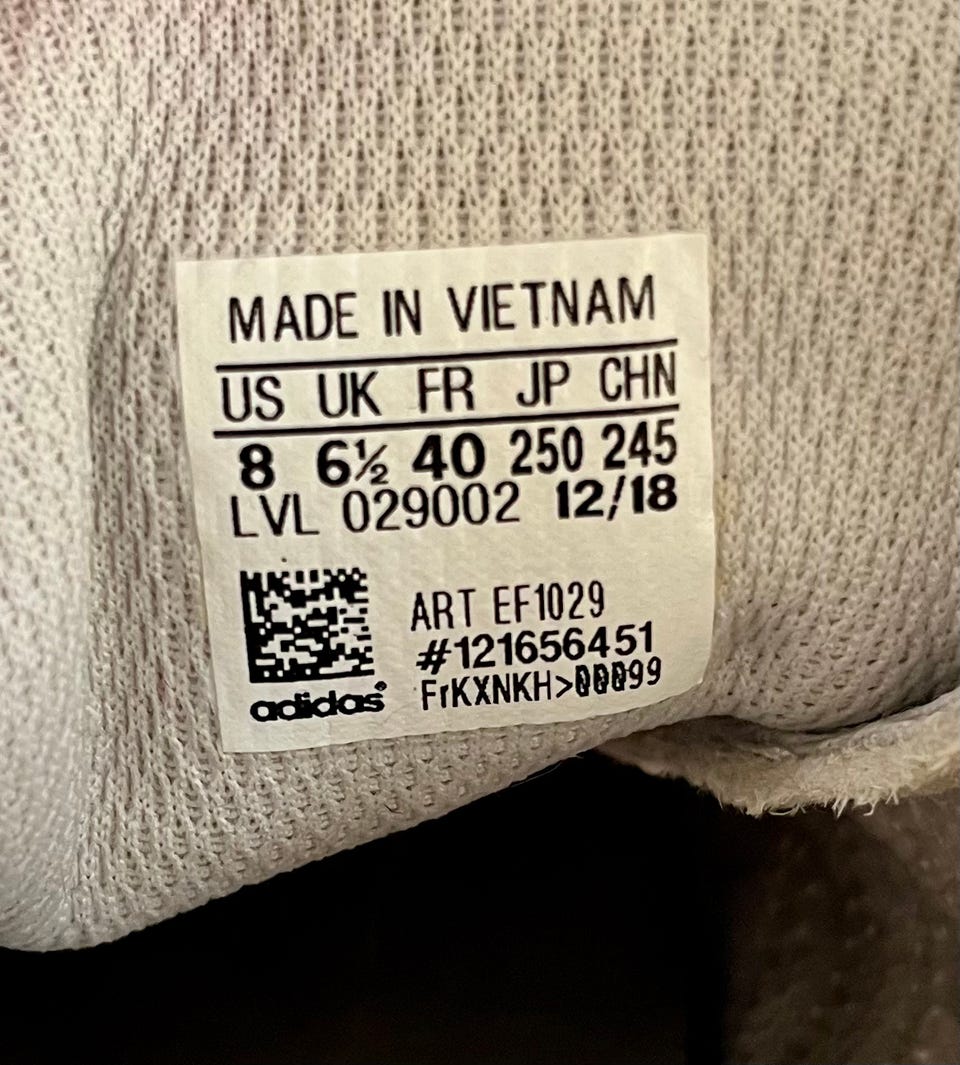 MADE IN VIETNAM
US UK FR JP CHN
8 6½ 40 250 245
LVL 029002 12/18
ART EF1029
#121656451
FrKXNKH>00099
adidas®